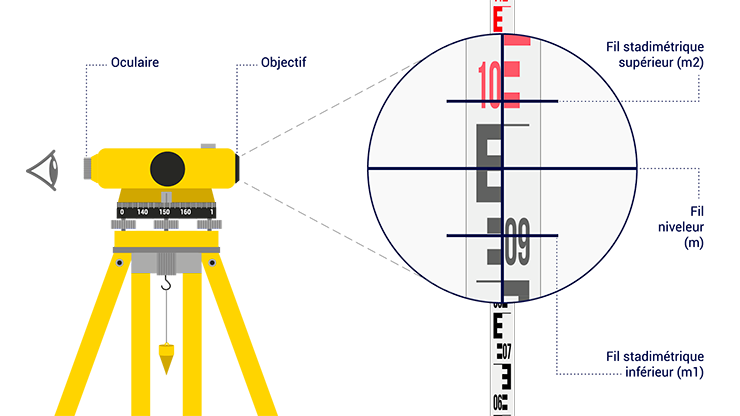 Oculaire
Objectif
Fil stadimétrique
supérieur (m2)
10
Fil
niveleur
(m)
0 140 150 160 1
09
07
Fil stadimétrique
inférieur (m1)
06